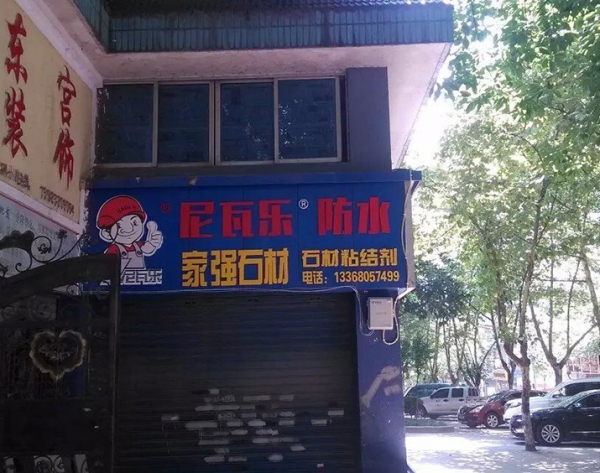 东宫
装饰
®尼瓦乐® 防水
家强石材 石材粘结剂
电话：13368057499
尼瓦乐